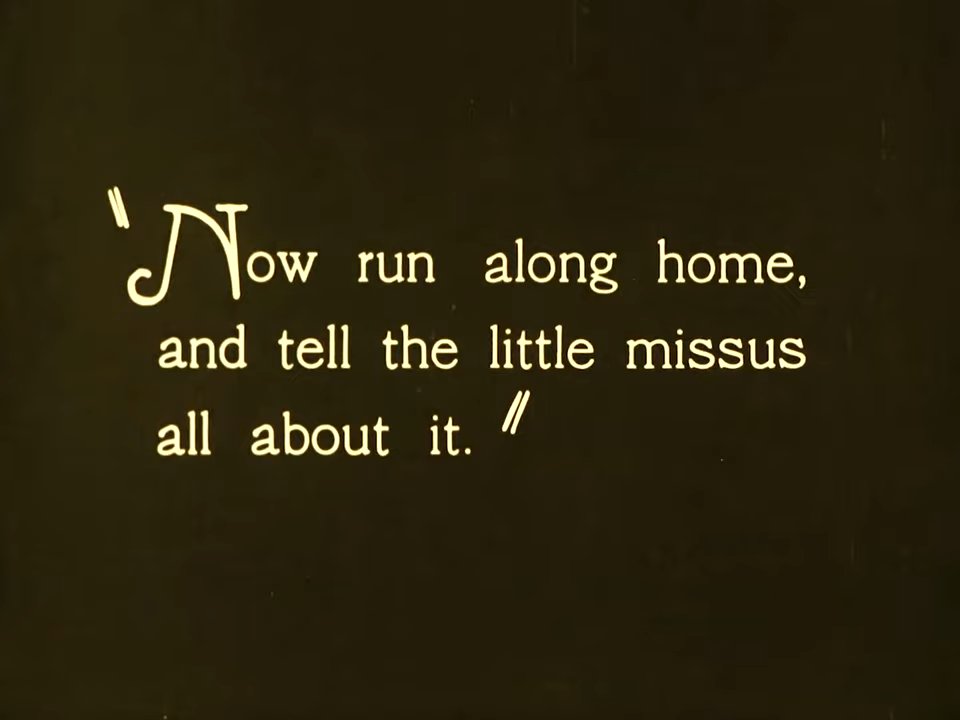 "Now run along home,
and tell the little missus
all about it."